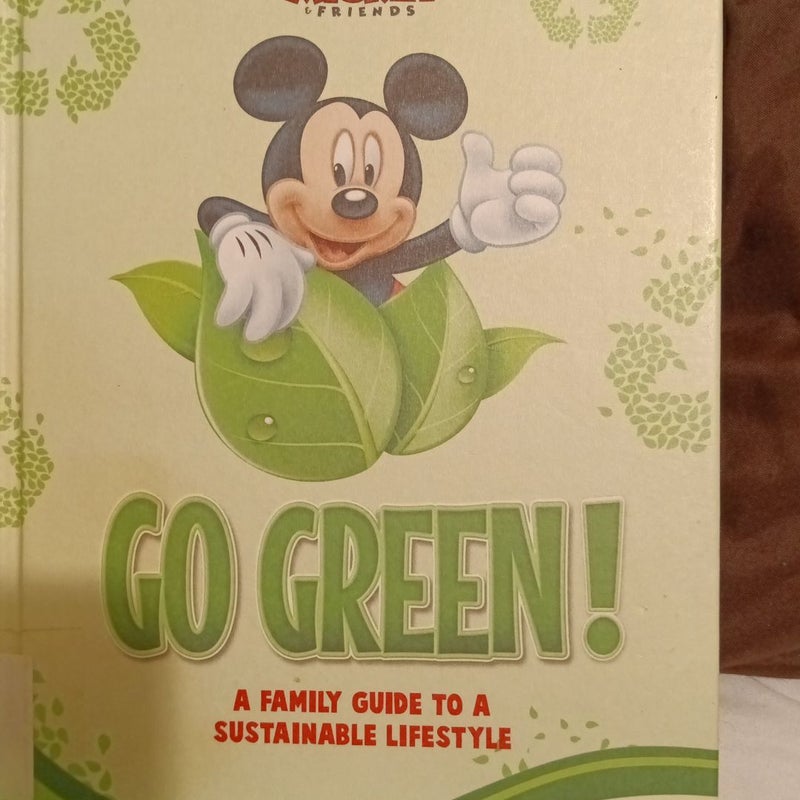 & FRIENDS
GO GREEN!
A FAMILY GUIDE TO A
SUSTAINABLE LIFESTYLE